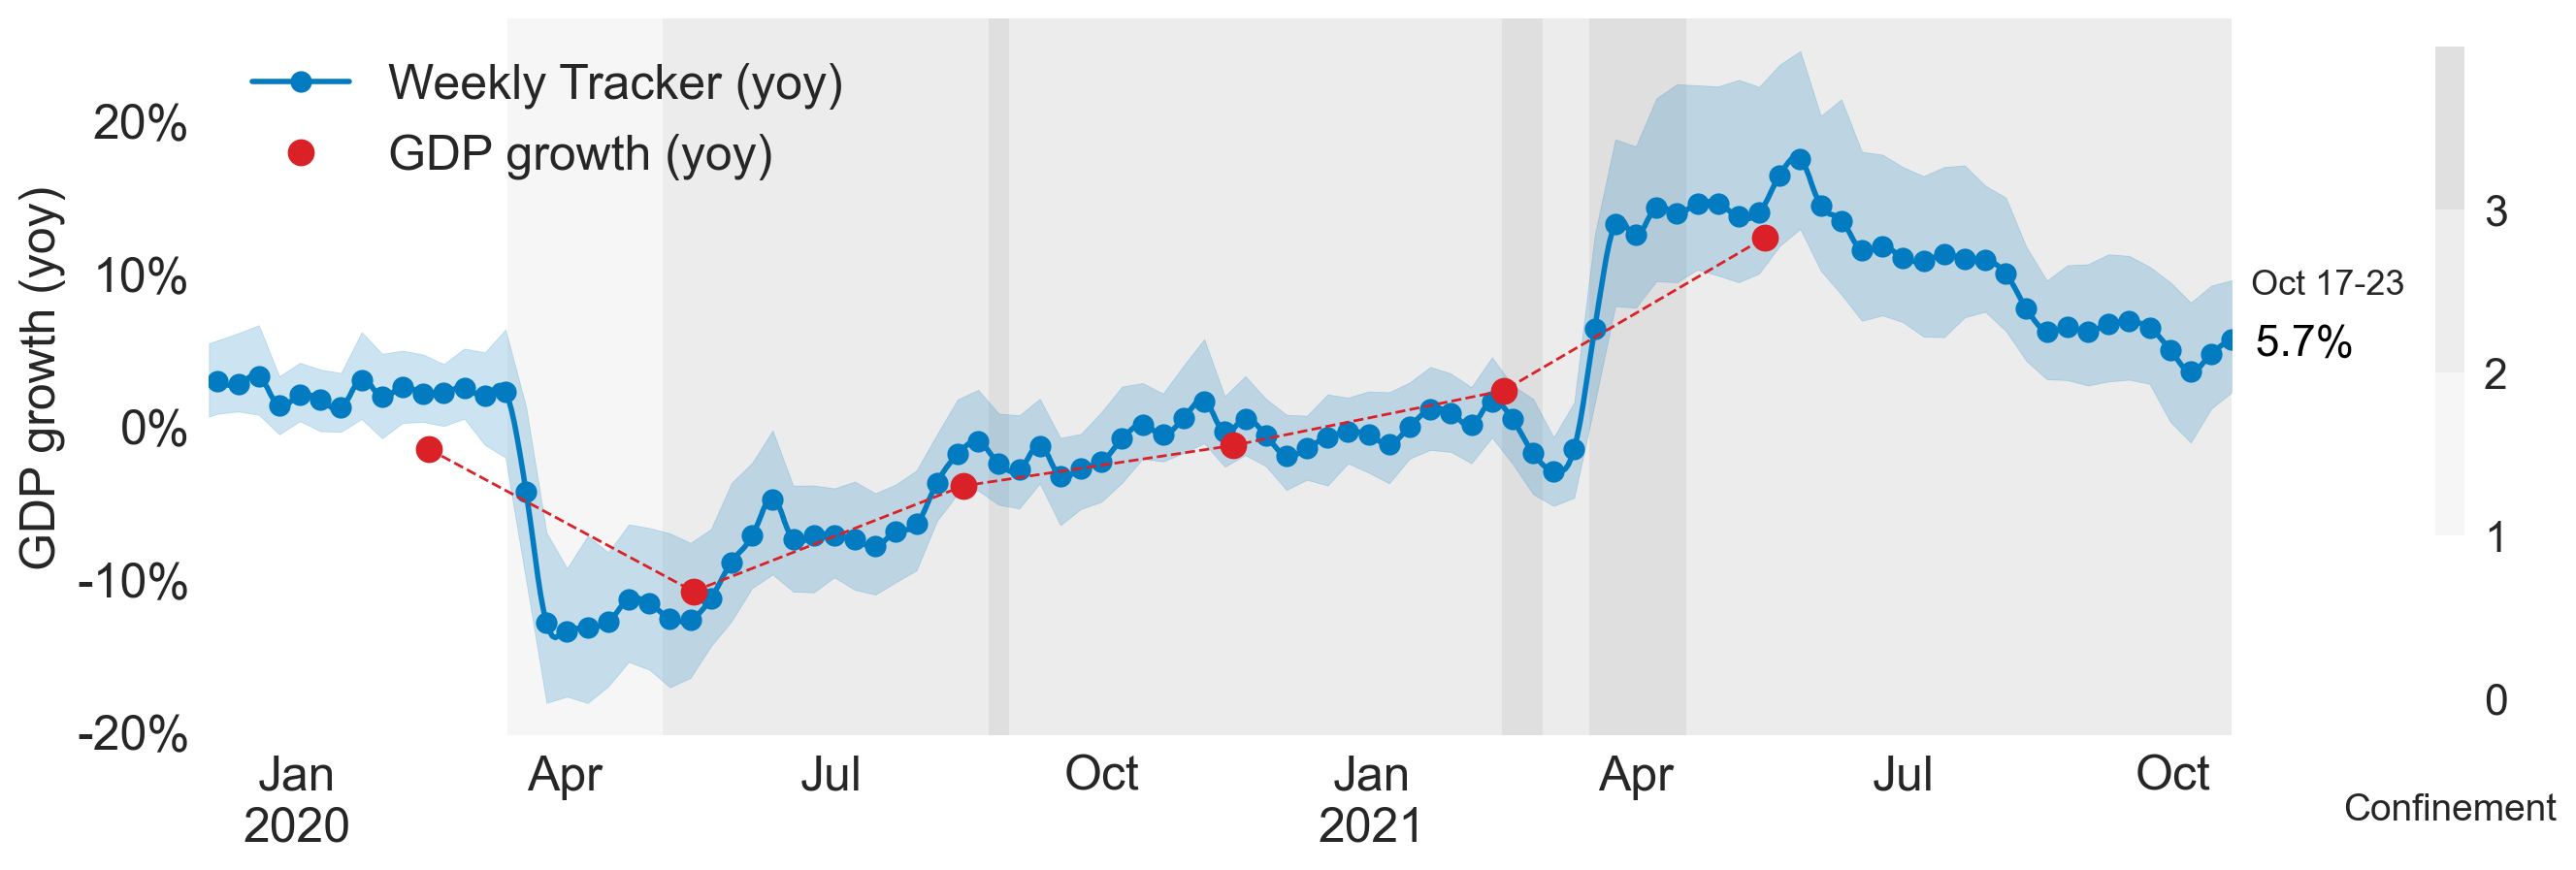 Weekly Tracker (yoy)
GDP growth (yoy)
GDP growth (yoy)
20%
10%
0%
-10%
-20%
Jan
2020
Apr
Jul
Oct
Jan
2021
Apr
Jul
Oct
Oct 17-23
5.7%
3
2
1
0
Confinement